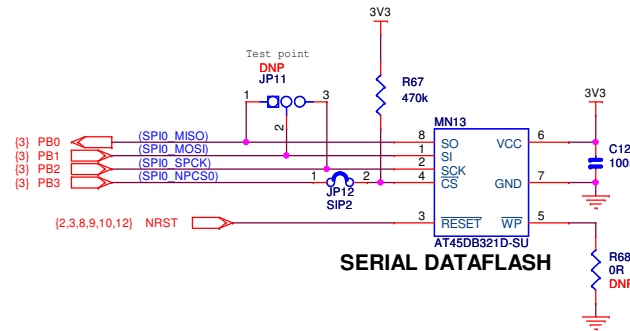 3V3
Test point
DNP
JP11
1
3
2
R67
470k
3V3
MN13
{3} PB0
(SPI0_MISO)
8
SO
VCC
6
{3} PB1
(SPI0_MOSI)
1
SI
{3} PB2
(SPI0_SPCK)
2
SCK
C12
100
{3} PB3
(SPI0_NPCS0)
1
2
4
CS
GND
7
JP12
SIP2
{2,3,8,9,10,12} NRST
3
RESET
WP
5
AT45DB321D-SU
SERIAL DATAFLASH
R68
0R
DNP